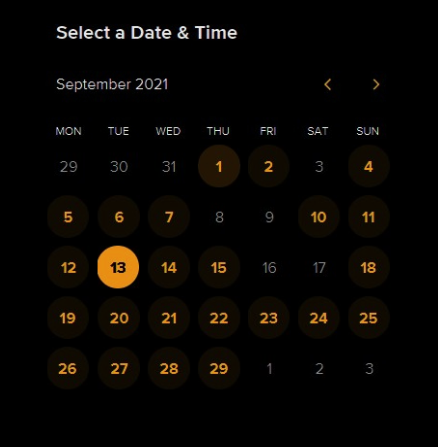 Select a Date & Time
September 2021
MON TUE WED THU FRI SAT SUN
29 30 31 1 2 3 4
5 6 7 8 9 10 11
12 13 14 15 16 17 18
19 20 21 22 23 24 25
26 27 28 29 1 2 3